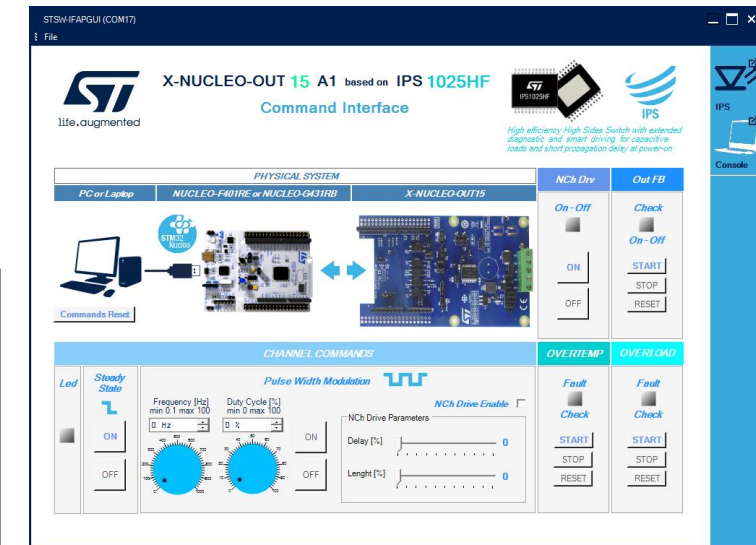 STSW-IFAPGUI (COM17)
File
life.augmented
X-NUCLEO-OUT 15 A1 based on IPS 1025HF
Command Interface
IPS1025HF
IPS
High efficiency High Sides Switch with extended
diagnostic and smart driving for capacitive
loads and short propagation delay at power-on
IPS
Console
PHYSICAL SYSTEM
PC or Laptop
NUCLEO-F401RE or NUCLEO-G431RB
X-NUCLEO-OUT15
STM32
Nucleo
Commands Reset
NCh Drv
On - Off
ON
OFF
Out FB
Check
On - Off
START
STOP
RESET
CHANNEL COMMANDS
Led
Steady
State
ON
OFF
Pulse Width Modulation
Frequency [Hz]
min 0.1 max 100
0 Hz
Duty Cycle [%]
min 0 max 100
0 %
ON
OFF
NCh Drive Enable
NCh Drive Parameters
Delay [%]
0
Lenght [%]
0
OVERTEMP
Fault
Check
START
STOP
RESET
OVERLOAD
Fault
Check
START
STOP
RESET